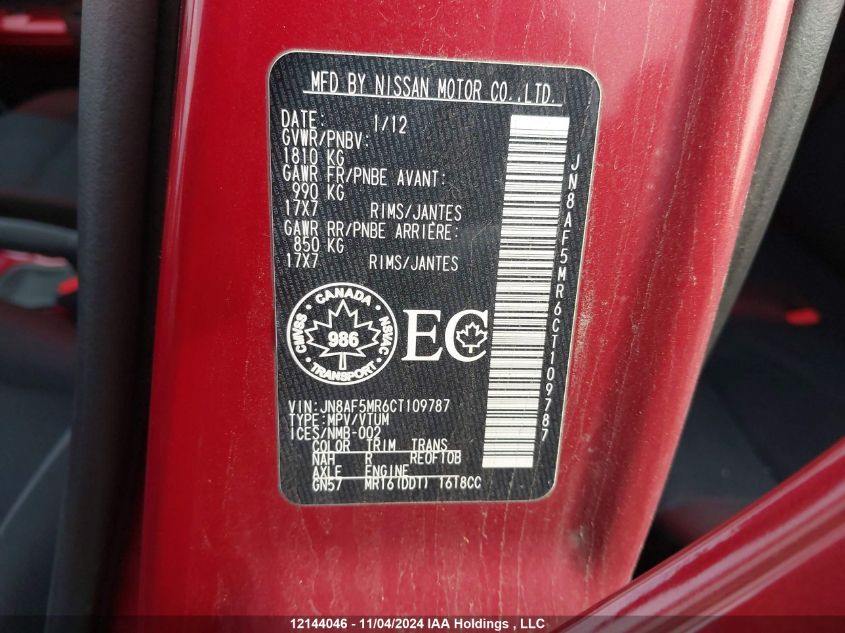 MFD BY NISSAN MOTOR CO.,LTD.
DATE: 1/12
GVWR/PNBV:
1810 KG
GAWR FR/PNBE AVANT:
990 KG
17X7 RIMS/JANTES
GAWR RR/PNBE ARRIERE:
850 KG
17X7 RIMS/JANTES
CANADA
CMVSS NSVAC
986
TRANSPORT
EC
VIN:JN8AF5MR6CT109787
TYPE:MPV/VTUM
ICES/NMB-002
COLOR TRIM TRANS
NAH R RE0F10B
AXLE ENGINE
GN57 MR16(DDT) 1618CC
JN8AF5MR6CT109787
12144046 - 11/04/2024 IAA Holdings , LLC